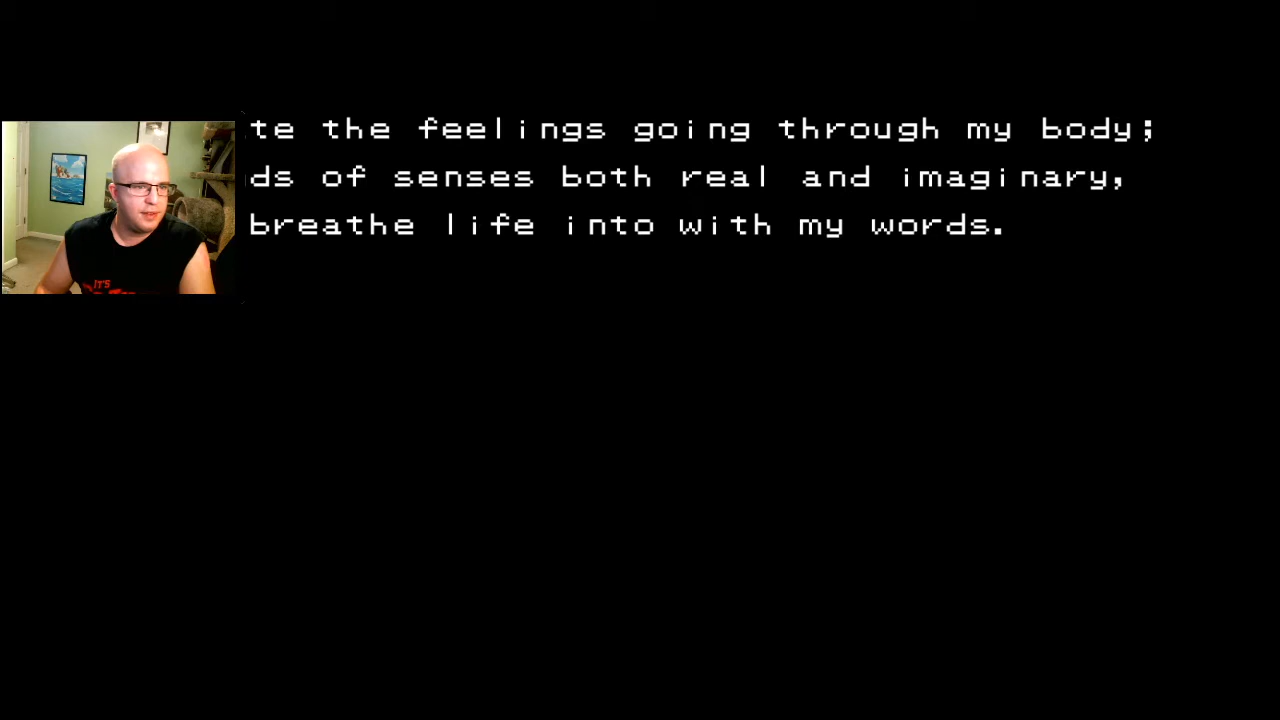 te the feelings going through my body;
ds of senses both real and imaginary,
breathe life into with my words.
IT'S